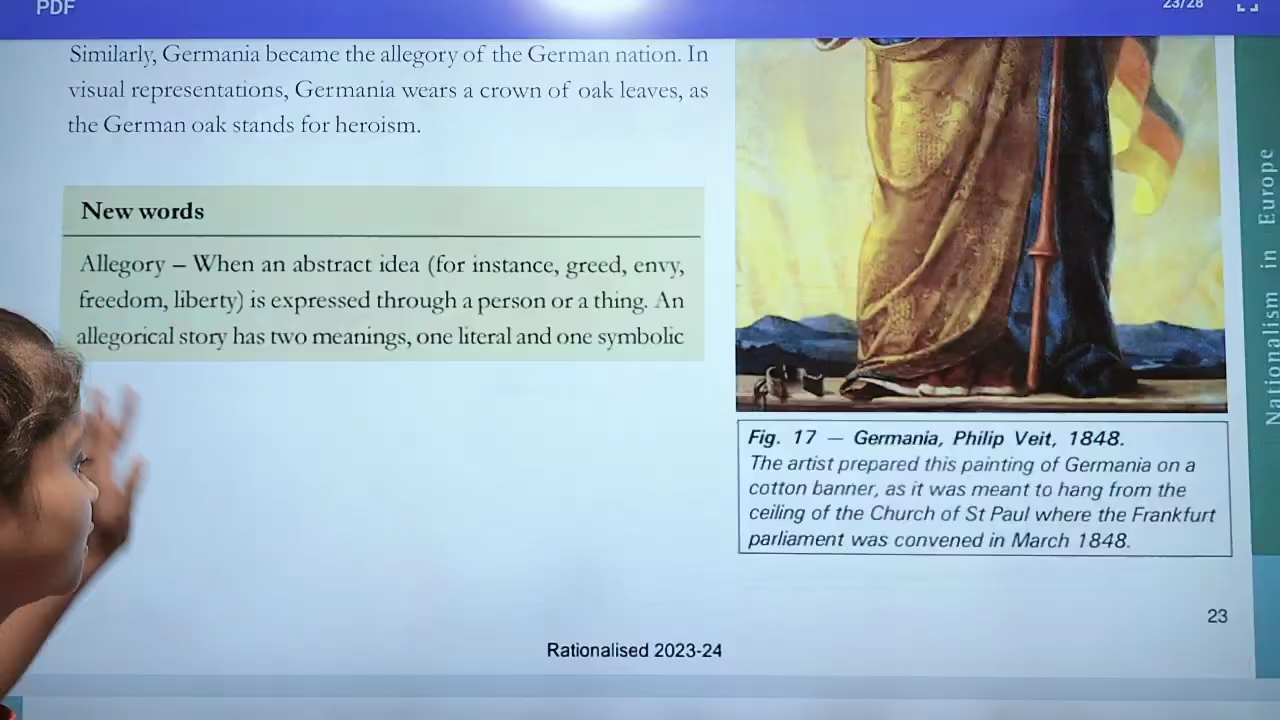 PDF
23/28
Similarly, Germania became the allegory of the German nation. In
visual representations, Germania wears a crown of oak leaves, as
the German oak stands for heroism.
New words
Allegory – When an abstract idea (for instance, greed, envy,
freedom, liberty) is expressed through a person or a thing. An
allegorical story has two meanings, one literal and one symbolic
Fig. 17 — Germania, Philip Veit, 1848.
The artist prepared this painting of Germania on a
cotton banner, as it was meant to hang from the
ceiling of the Church of St Paul where the Frankfurt
parliament was convened in March 1848.
Nationalism in Europe
23
Rationalised 2023-24